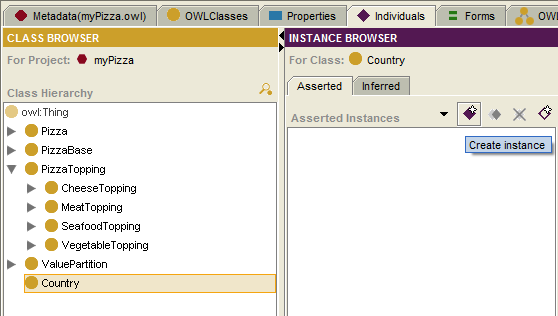 Metadata(myPizza.owl)
OWLClasses
Properties
Individuals
Forms
CLASS BROWSER
For Project: myPizza
Class Hierarchy
owl:Thing
Pizza
PizzaBase
PizzaTopping
CheeseTopping
MeatTopping
SeafoodTopping
VegetableTopping
ValuePartition
Country
INSTANCE BROWSER
For Class: Country
Asserted
Inferred
Asserted Instances
Create instance